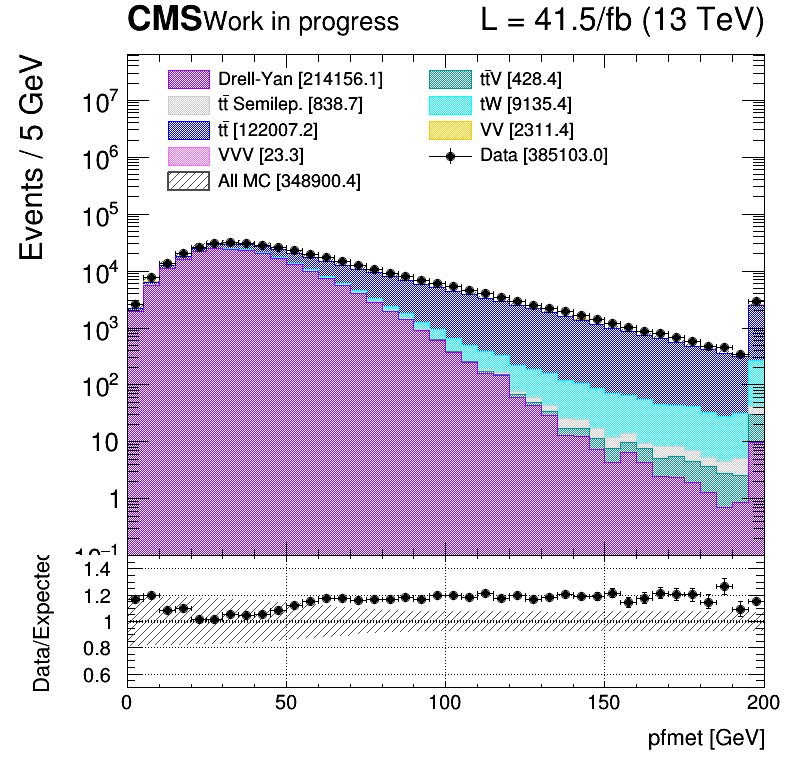 CMS Work in progress L = 41.5/fb (13 TeV)
Events / 5 GeV
Drell-Yan [214156.1]
tt̄ Semilep. [838.7]
tt̄ [122007.2]
VVV [23.3]
All MC [348900.4]
tt̄V [428.4]
tW [9135.4]
VV [2311.4]
Data [385103.0]
10⁷
10⁶
10⁵
10⁴
10³
10²
10
1
10⁻¹
Data/Expected
1.4
1.2
1
0.8
0.6
0 50 100 150 200
pfmet [GeV]